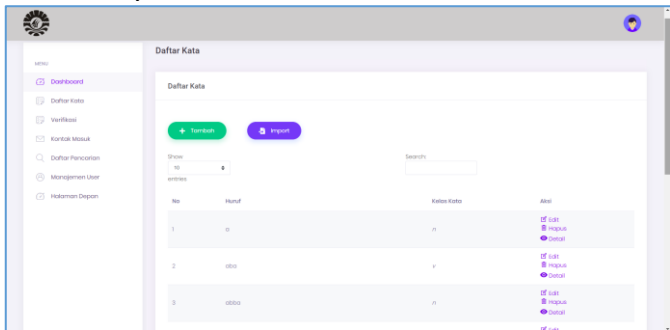 Daftar Kata
MENU
Dashboard
Daftar Kata
Verifikasi
Kontak Masuk
Daftar Pencarian
Manajemen User
Halaman Depan
Daftar Kata
+ Tambah
Import
Show
10
entries
Search:
No Huruf Kelas Kata Aksi
1 a n Edit
Hapus
Detail
2 aba v Edit
Hapus
Detail
3 abba n Edit
Hapus
Detail
Edit